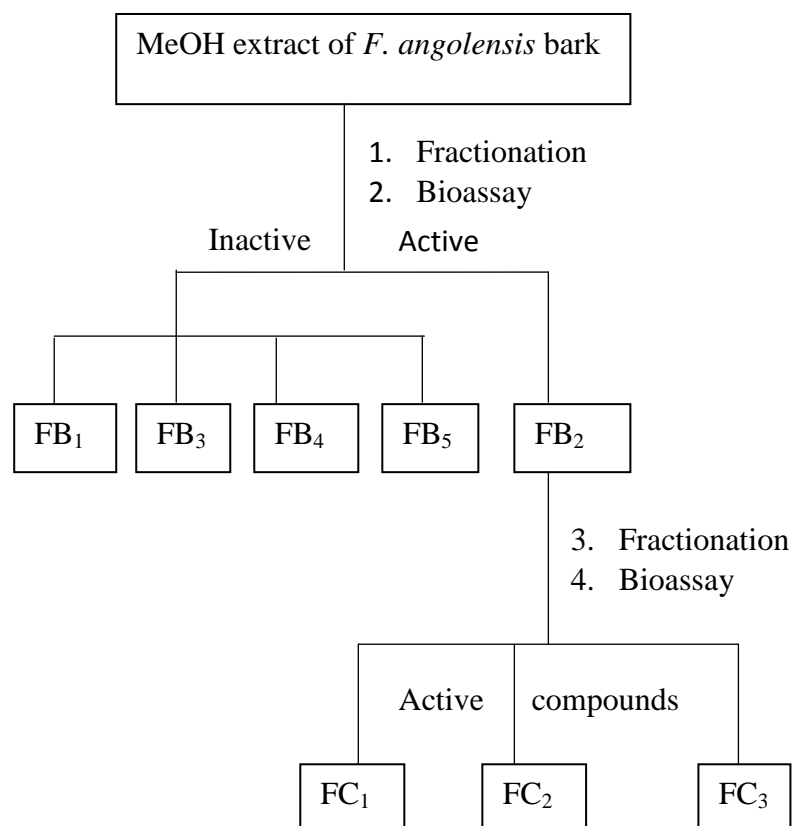 MeOH extract of F. angolensis bark
1. Fractionation
2. Bioassay
Inactive Active
FB₁ FB₃ FB₄ FB₅ FB₂
3. Fractionation
4. Bioassay
Active compounds
FC₁ FC₂ FC₃